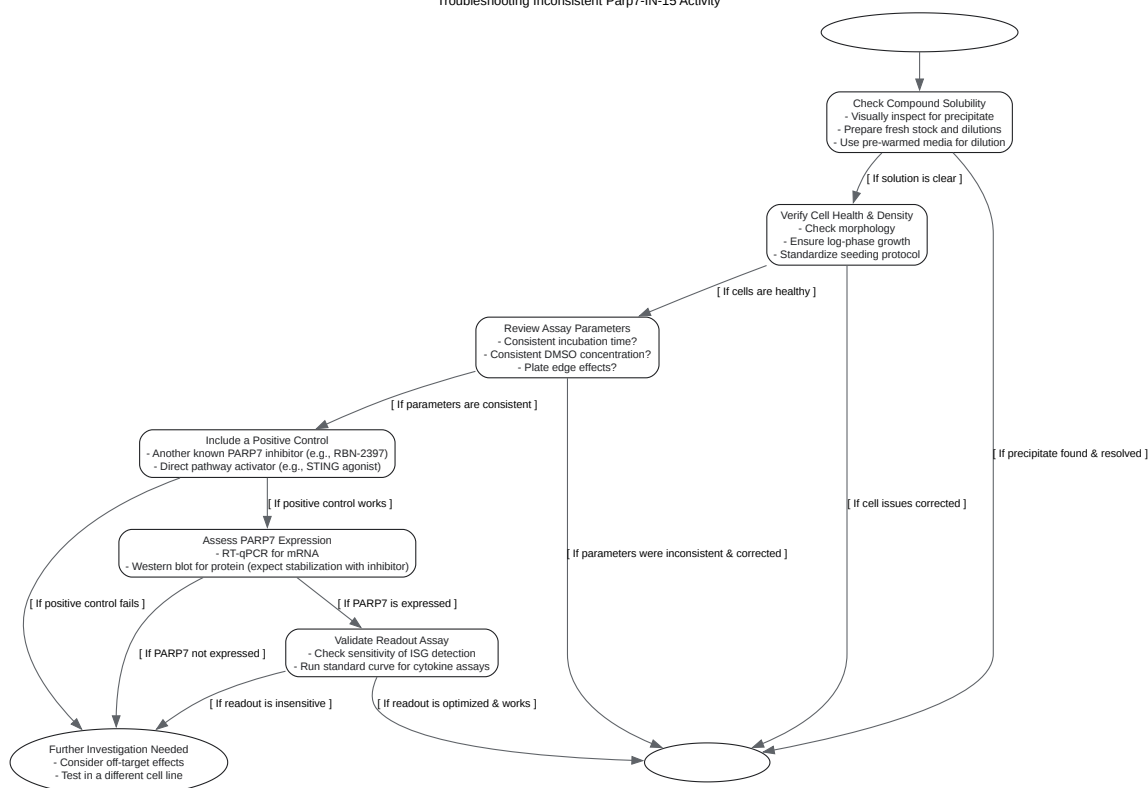 Troubleshooting Inconsistent Parp7-IN-15 Activity
Check Compound Solubility
- Visually inspect for precipitate
- Prepare fresh stock and dilutions
- Use pre-warmed media for dilution
[ If solution is clear ]
Verify Cell Health & Density
- Check morphology
- Ensure log-phase growth
- Standardize seeding protocol
[ If cells are healthy ]
Review Assay Parameters
- Consistent incubation time?
- Consistent DMSO concentration?
- Plate edge effects?
[ If parameters are consistent ]
Include a Positive Control
- Another known PARP7 inhibitor (e.g., RBN-2397)
- Direct pathway activator (e.g., STING agonist)
[ If precipitate found & resolved ]
[ If positive control works ]
[ If cell issues corrected ]
Assess PARP7 Expression
- RT-qPCR for mRNA
- Western blot for protein (expect stabilization with inhibitor)
[ If parameters were inconsistent & corrected ]
[ If positive control fails ]
[ If PARP7 is expressed ]
Validate Readout Assay
- Check sensitivity of ISG detection
- Run standard curve for cytokine assays
[ If PARP7 not expressed ]
[ If readout is insensitive ]
[ If readout is optimized & works ]
Further Investigation Needed
- Consider off-target effects
- Test in a different cell line